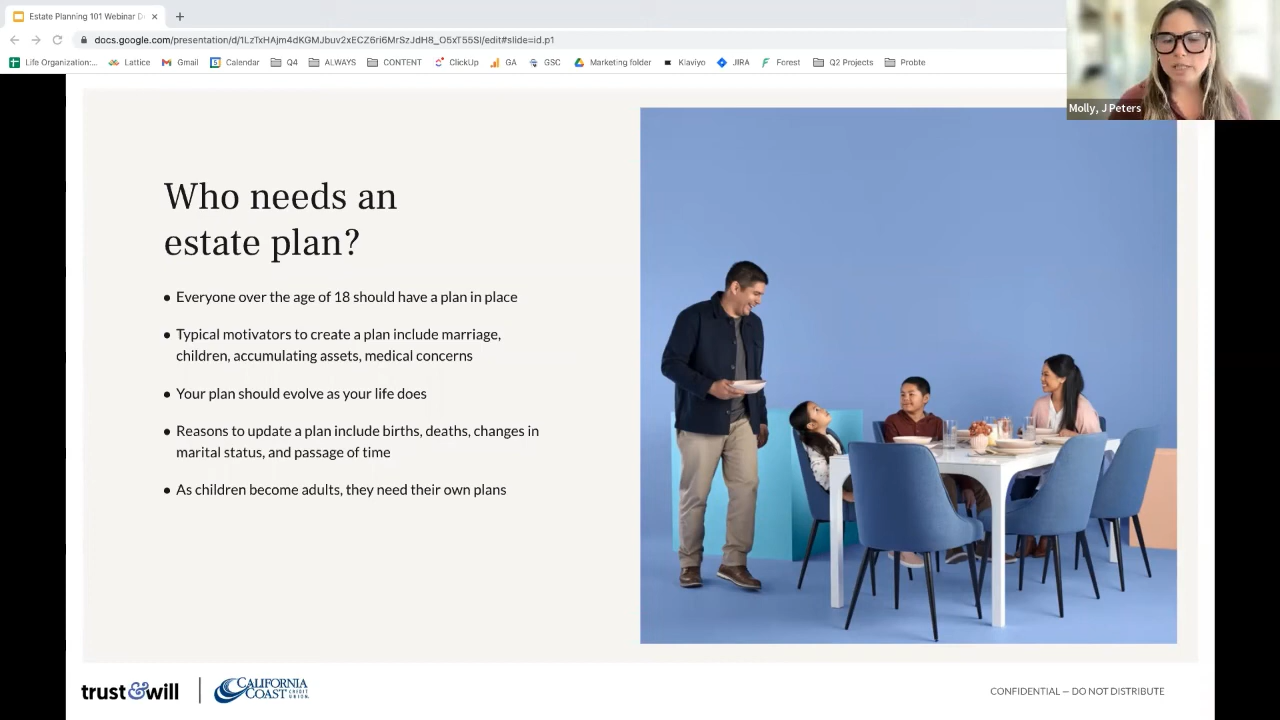 Estate Planning 101 Webinar D
docs.google.com/presentation/d/1LzTxHAjm4dKGMJbuv2xECZ6ri6MrSzJdH8_O5xT55SI/edit#slide=id.p1
Life Organization:... Lattice Gmail Calendar Q4 ALWAYS CONTENT ClickUp GA GSC Marketing folder Klaviyo JIRA Forest Q2 Projects Probte
Molly, J Peters
Who needs an
estate plan?
• Everyone over the age of 18 should have a plan in place
• Typical motivators to create a plan include marriage,
children, accumulating assets, medical concerns
• Your plan should evolve as your life does
• Reasons to update a plan include births, deaths, changes in
marital status, and passage of time
• As children become adults, they need their own plans
trust&will
CALIFORNIA
COAST CREDIT UNION
CONFIDENTIAL — DO NOT DISTRIBUTE